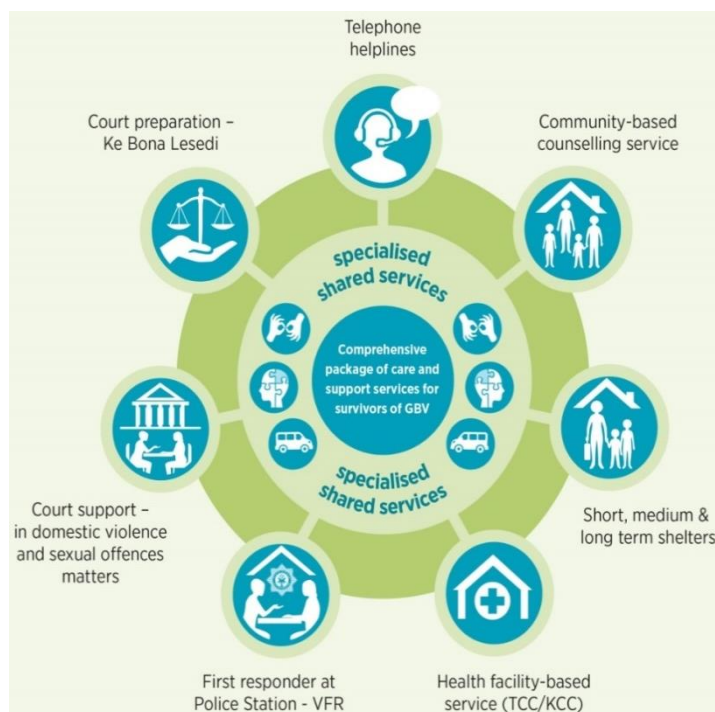 Telephone
helplines
Court preparation –
Ke Bona Lesedi
Community-based
counselling service
specialised
shared services
Comprehensive
package of care and
support services for
survivors of GBV
specialised
shared services
Court support –
in domestic violence
and sexual offences
matters
Short, medium &
long term shelters
First responder at
Police Station - VFR
Health facility-based
service (TCC/KCC)